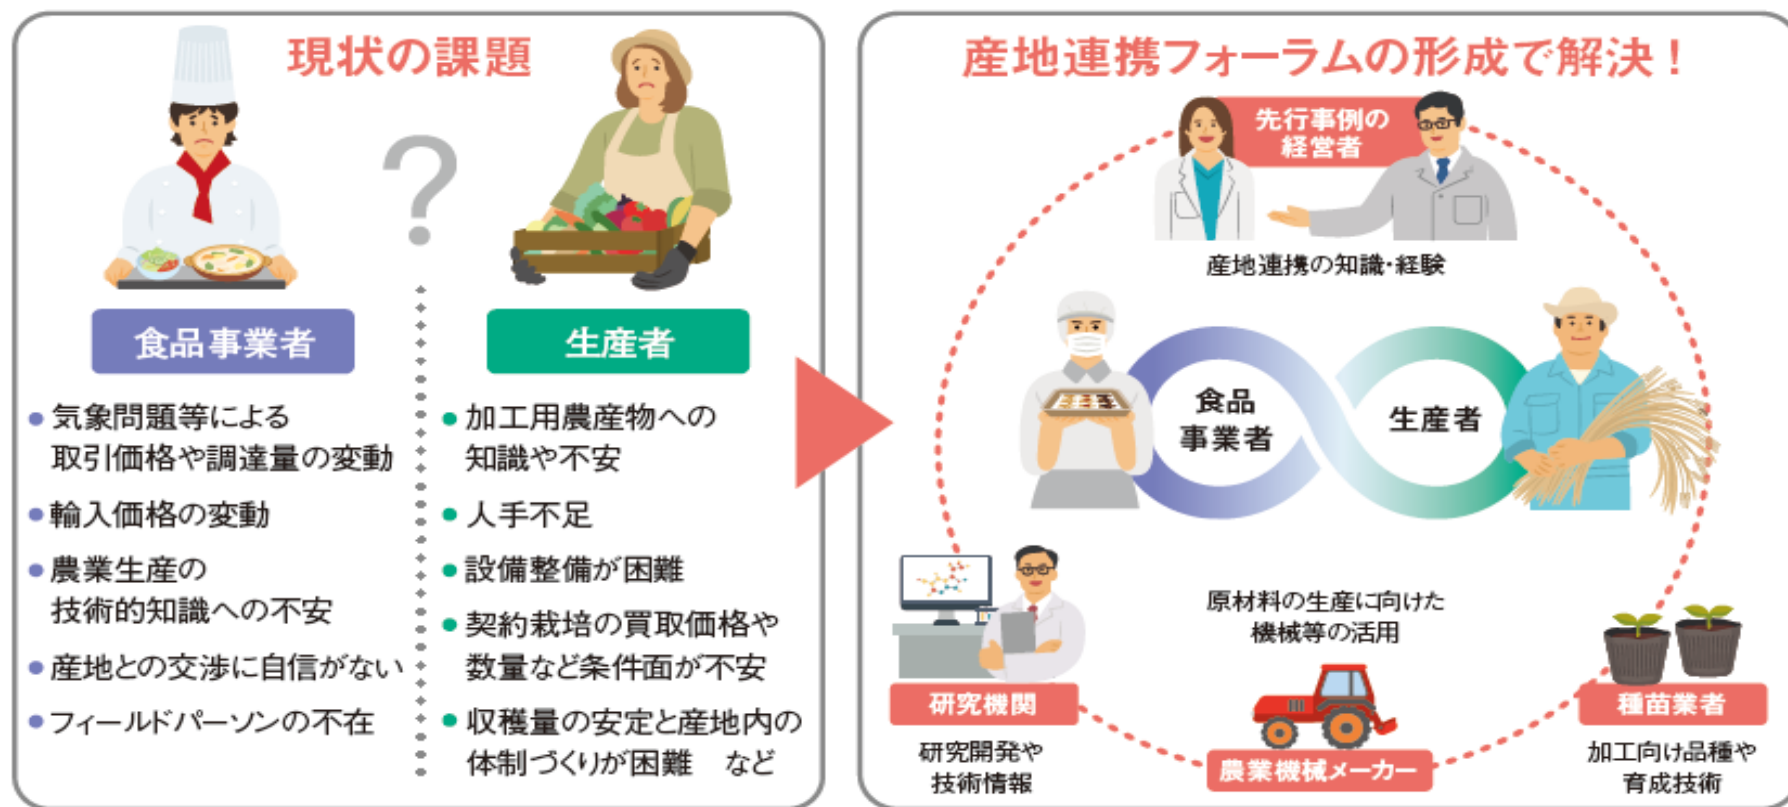 現状の課題
?
食品事業者
● 気象問題等による
取引価格や調達量の変動
● 輸入価格の変動
● 農業生産の
技術的知識への不安
● 産地との交渉に自信がない
● フィールドパーソンの不在
生産者
● 加工用農産物への
知識や不安
● 人手不足
● 設備整備が困難
● 契約栽培の買取価格や
数量など条件面が不安
● 収穫量の安定と産地内の
体制づくりが困難　など
産地連携フォーラムの形成で解決！
先行事例の
経営者
産地連携の知識・経験
食品
事業者
生産者
研究機関
研究開発や
技術情報
原材料の生産に向けた
機械等の活用
農業機械メーカー
種苗業者
加工向け品種や
育成技術